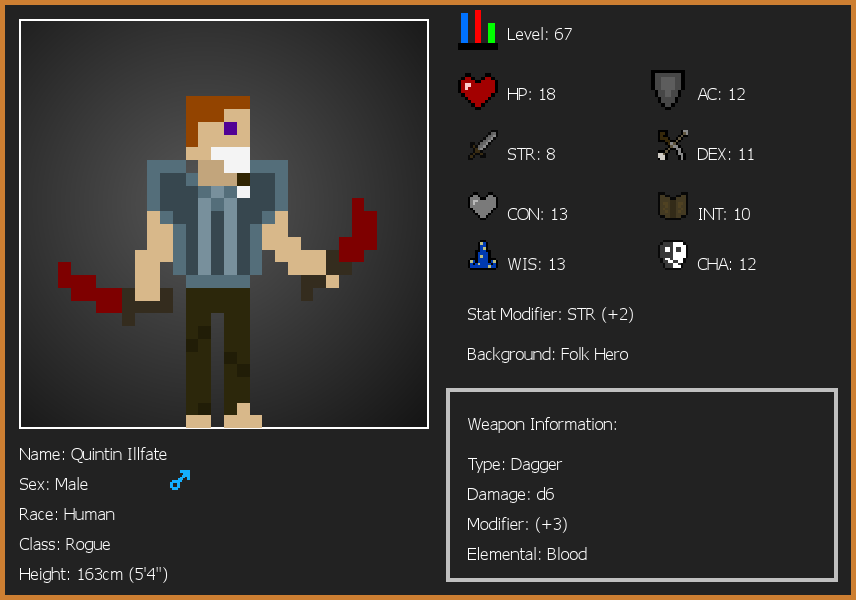 Level: 67
HP: 18
AC: 12
STR: 8
DEX: 11
CON: 13
INT: 10
WIS: 13
CHA: 12
Stat Modifier: STR (+2)
Background: Folk Hero
Weapon Information:
Type: Dagger
Damage: d6
Modifier: (+3)
Elemental: Blood
Name: Quintin Illfate
Sex: Male
Race: Human
Class: Rogue
Height: 163cm (5'4")